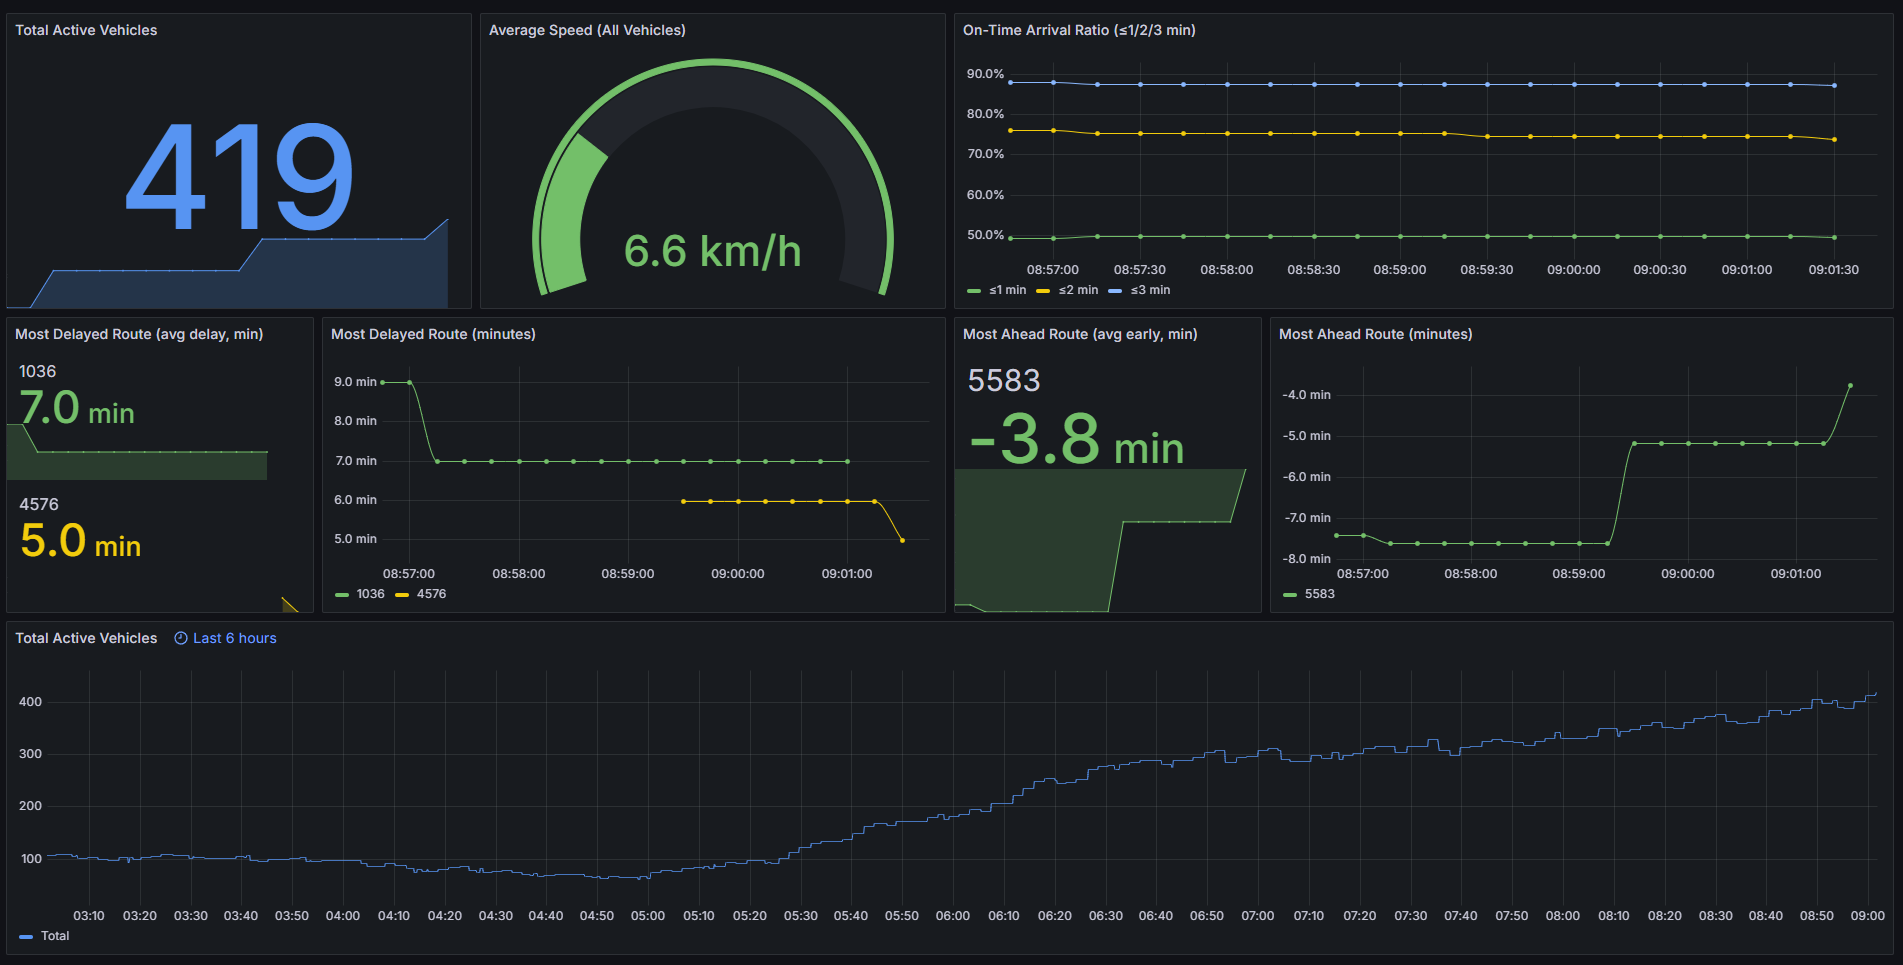 Total Active Vehicles
419
Average Speed (All Vehicles)
6.6 km/h
On-Time Arrival Ratio (≤1/2/3 min)
90.0%
80.0%
70.0%
60.0%
50.0%
08:57:00 08:57:30 08:58:00 08:58:30 08:59:00 08:59:30 09:00:00 09:00:30 09:01:00 09:01:30
≤1 min ≤2 min ≤3 min
Most Delayed Route (avg delay, min)
1036
7.0 min
4576
5.0 min
Most Delayed Route (minutes)
9.0 min
8.0 min
7.0 min
6.0 min
5.0 min
08:57:00 08:58:00 08:59:00 09:00:00 09:01:00
1036 4576
Most Ahead Route (avg early, min)
5583
-3.8 min
Most Ahead Route (minutes)
-4.0 min
-5.0 min
-6.0 min
-7.0 min
-8.0 min
08:57:00 08:58:00 08:59:00 09:00:00 09:01:00
5583
Total Active Vehicles Last 6 hours
400
300
200
100
03:10 03:20 03:30 03:40 03:50 04:00 04:10 04:20 04:30 04:40 04:50 05:00 05:10 05:20 05:30 05:40 05:50 06:00 06:10 06:20 06:30 06:40 06:50 07:00 07:10 07:20 07:30 07:40 07:50 08:00 08:10 08:20 08:30 08:40 08:50 09:00
Total